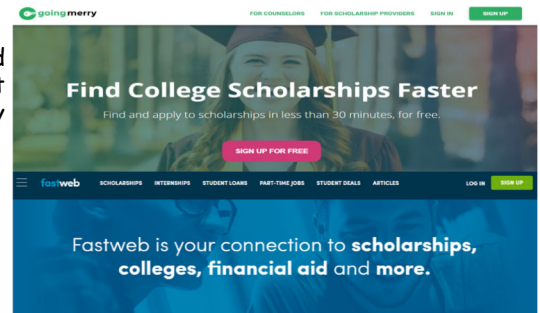 goingmerry
FOR COUNSELORS FOR SCHOLARSHIP PROVIDERS SIGN IN SIGN UP
Find College Scholarships Faster
Find and apply to scholarships in less than 30 minutes, for free.
SIGN UP FOR FREE
fastweb SCHOLARSHIPS INTERNSHIPS STUDENT LOANS PART-TIME JOBS STUDENT DEALS ARTICLES LOG IN SIGN UP
Fastweb is your connection to scholarships,
colleges, financial aid and more.